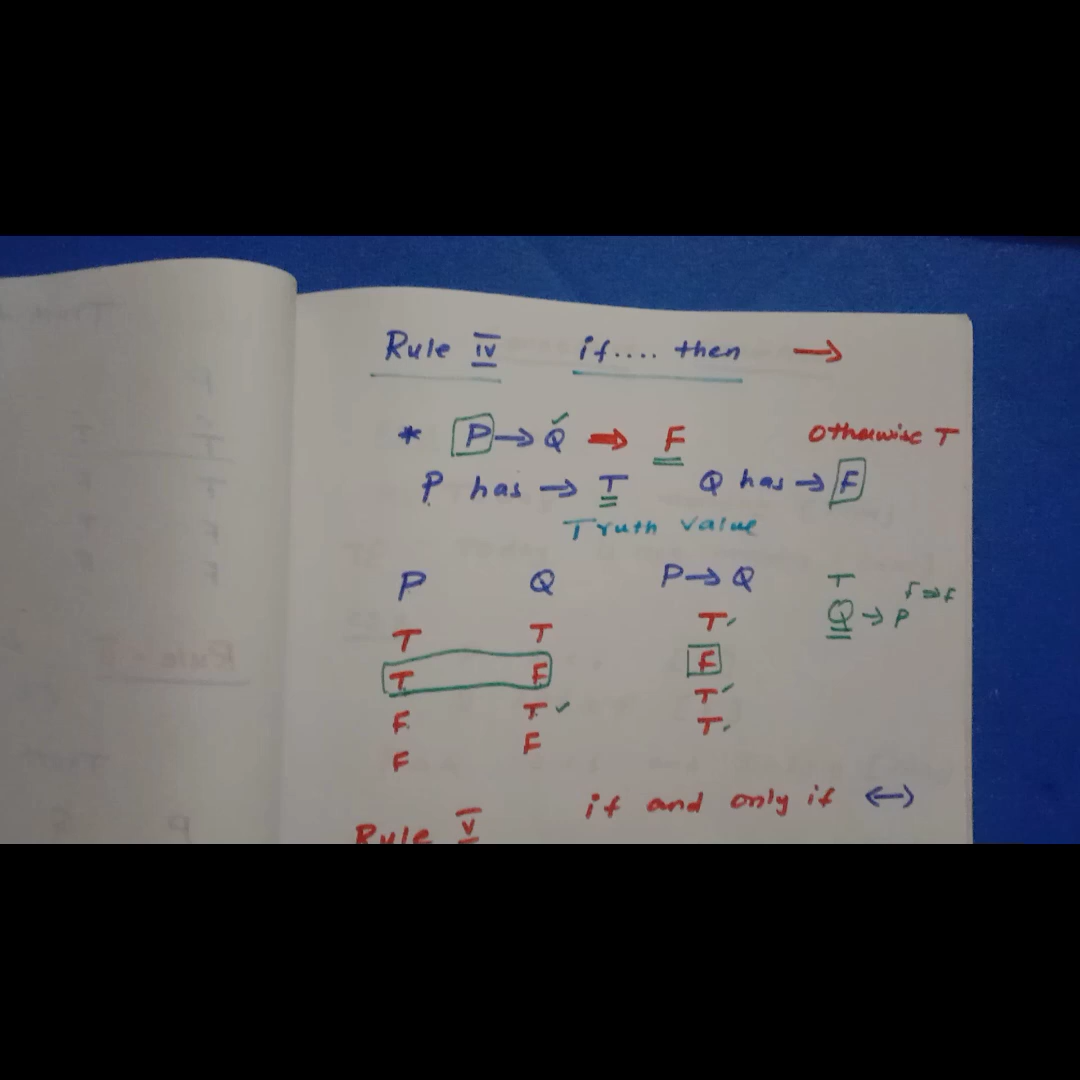 Rule IV if.... then →
* P → Q ➡ F Otherwise T
P has → T Q has → F
Truth value
P Q P → Q T
Q → P F ⇒ F
T T T
T F F
F T T
F F T
if and only if ↔
Rule V